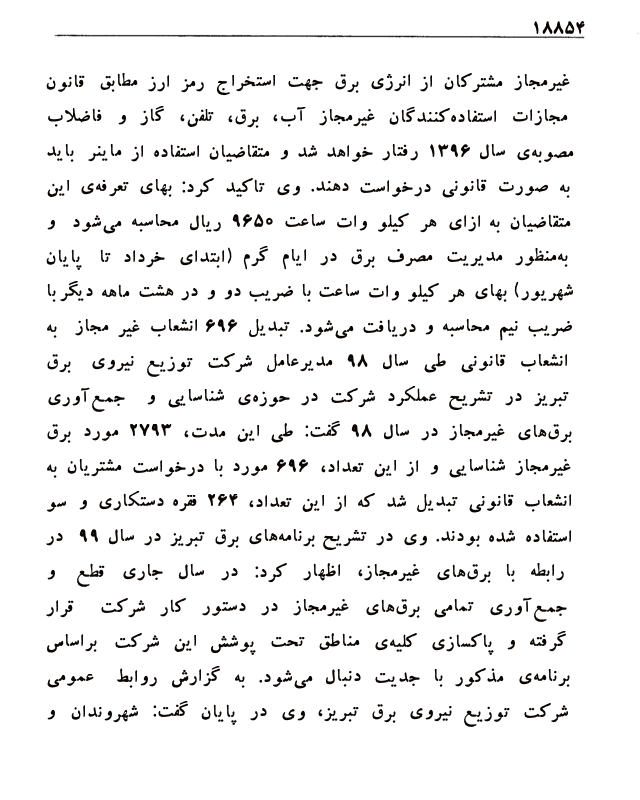 ۱۸۸۵۴
غیرمجاز مشترکان از انرژی برق جهت استخراج رمز ارز مطابق قانون
مجازات استفاده‌کنندگان غیرمجاز آب، برق، تلفن، گاز و فاضلاب
مصوبه‌ی سال ۱۳۹۶ رفتار خواهد شد و متقاضیان استفاده از ماینر باید
به صورت قانونی درخواست دهند. وی تاکید کرد: بهای تعرفه‌ی این
متقاضیان به ازای هر کیلو وات ساعت ۹۶۵۰ ریال محاسبه می‌شود و
به‌منظور مدیریت مصرف برق در ایام گرم (ابتدای خرداد تا پایان
شهریور) بهای هر کیلو وات ساعت با ضریب دو و در هشت ماهه دیگر با
ضریب نیم محاسبه و دریافت می‌شود. تبدیل ۶۹۶ انشعاب غیر مجاز به
انشعاب قانونی طی سال ۹۸ مدیرعامل شرکت توزیع نیروی برق
تبریز در تشریح عملکرد شرکت در حوزه‌ی شناسایی و جمع‌آوری
برق‌های غیرمجاز در سال ۹۸ گفت: طی این مدت، ۲۷۹۳ مورد برق
غیرمجاز شناسایی و از این تعداد، ۶۹۶ مورد با درخواست مشتریان به
انشعاب قانونی تبدیل شد که از این تعداد، ۲۶۴ فقره دستکاری و سو
استفاده شده بودند. وی در تشریح برنامه‌های برق تبریز در سال ۹۹ در
رابطه با برق‌های غیرمجاز، اظهار کرد: در سال جاری قطع و
جمع‌آوری تمامی برق‌های غیرمجاز در دستور کار شرکت قرار
گرفته و پاکسازی کلیه‌ی مناطق تحت پوشش این شرکت براساس
برنامه‌ی مذکور با جدیت دنبال می‌شود. به گزارش روابط عمومی
شرکت توزیع نیروی برق تبریز، وی در پایان گفت: شهروندان و